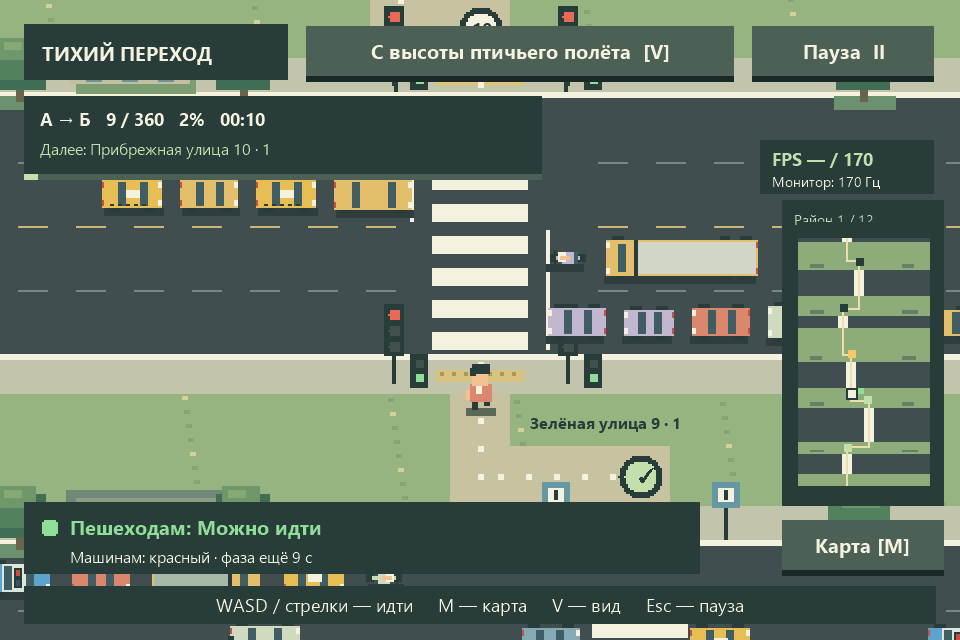 ТИХИЙ ПЕРЕХОД
С высоты птичьего полёта [V]
Пауза II
А → Б 9 / 360 2% 00:10
Далее: Прибрежная улица 10 · 1
FPS — / 170
Монитор: 170 Гц
Район 1 / 12
Зелёная улица 9 · 1
Пешеходам: Можно идти
Машинам: красный · фаза ещё 9 с
Карта [M]
WASD / стрелки — идти M — карта V — вид Esc — пауза